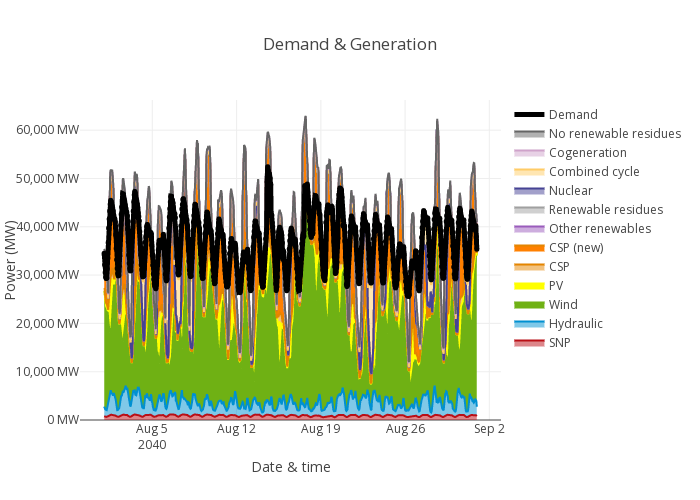 Demand & Generation
60,000 MW
50,000 MW
40,000 MW
30,000 MW
20,000 MW
10,000 MW
0 MW
Power (MW)
Aug 5
2040
Aug 12
Aug 19
Aug 26
Sep 2
Date & time
Demand
No renewable residues
Cogeneration
Combined cycle
Nuclear
Renewable residues
Other renewables
CSP (new)
CSP
PV
Wind
Hydraulic
SNP